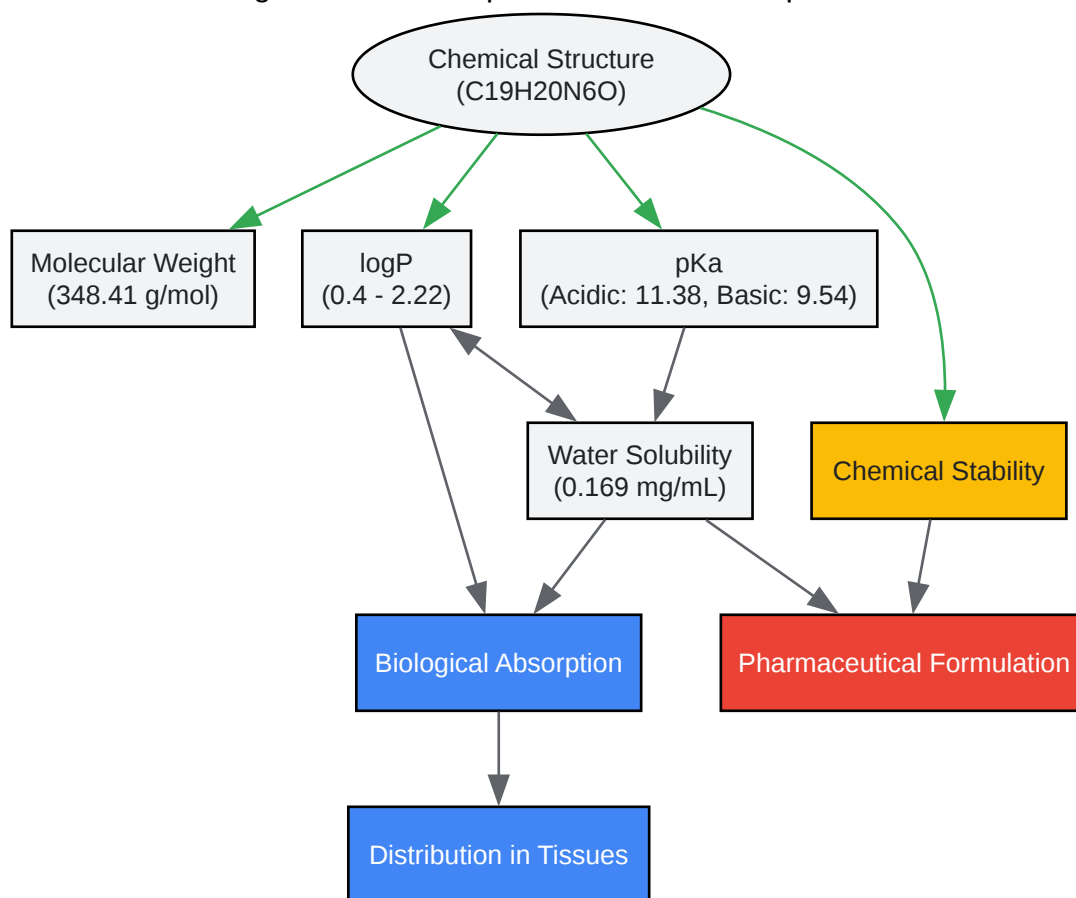 Chemical Structure
(C19H20N6O)
Molecular Weight
(348.41 g/mol)
logP
(0.4 - 2.22)
pKa
(Acidic: 11.38, Basic: 9.54)
Water Solubility
(0.169 mg/mL)
Chemical Stability
Biological Absorption
Pharmaceutical Formulation
Distribution in Tissues